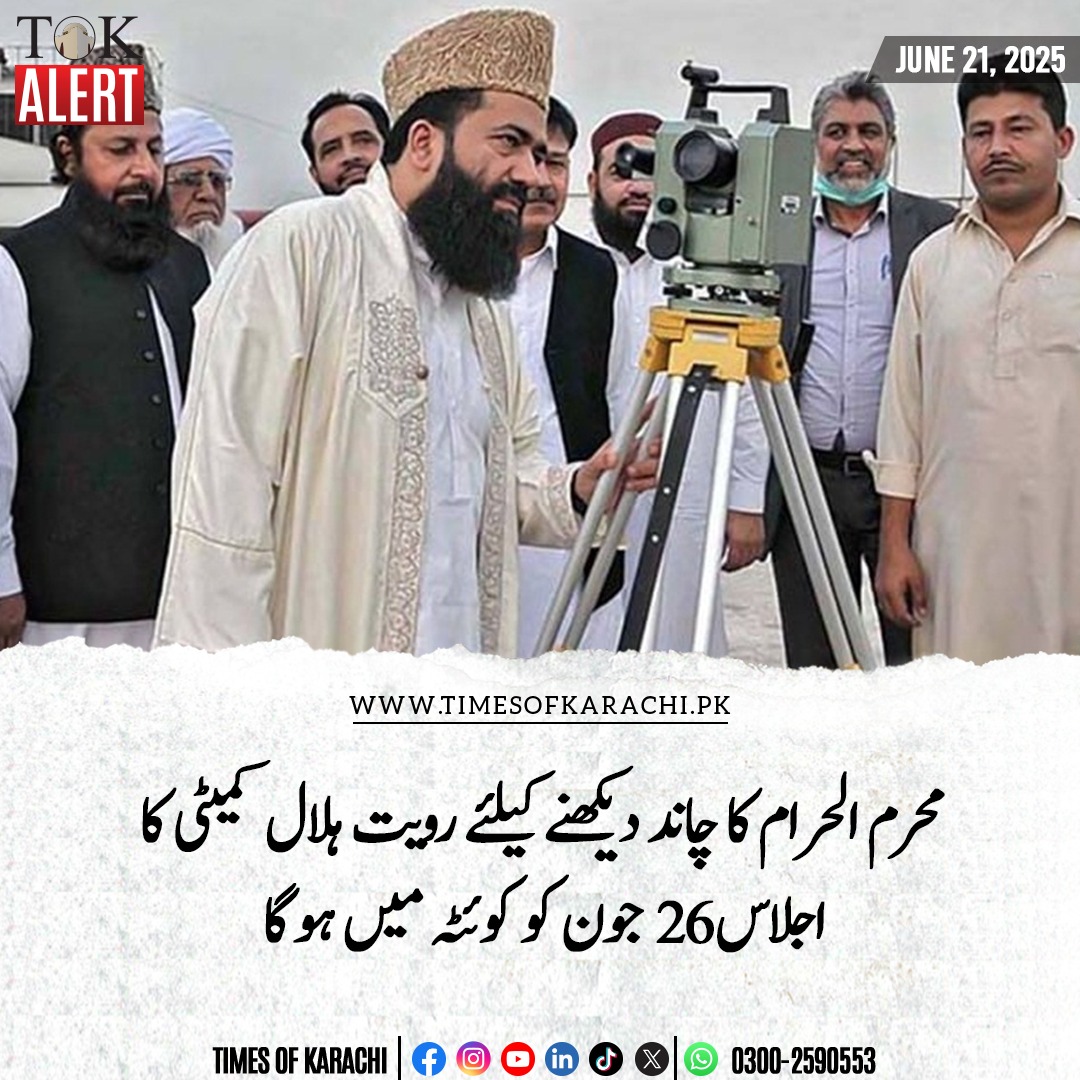 TOK
ALERT
JUNE 21, 2025
WWW.TIMESOFKARACHI.PK
محرم الحرام کا چاند دیکھنے کیلئے رویت ہلال کمیٹی کا
اجلاس 26 جون کو کوئٹہ میں ہوگا
TIMES OF KARACHI 0300-2590553